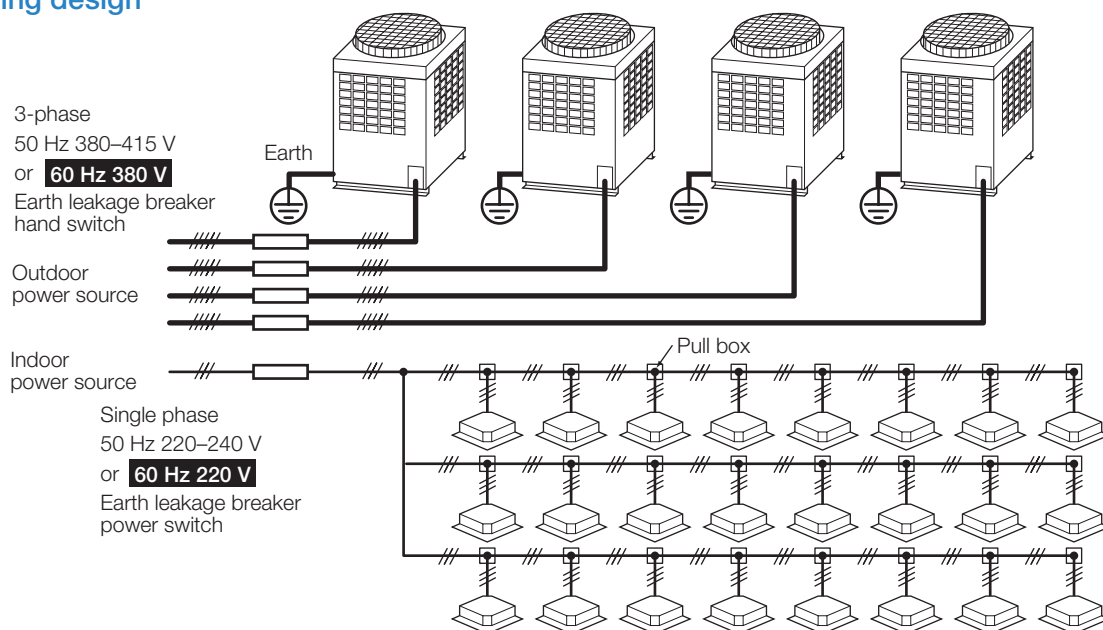 ing design
3-phase
50 Hz 380–415 V
or 60 Hz 380 V
Earth leakage breaker
hand switch
Earth
Outdoor
power source
Indoor
power source
Pull box
Single phase
50 Hz 220–240 V
or 60 Hz 220 V
Earth leakage breaker
power switch